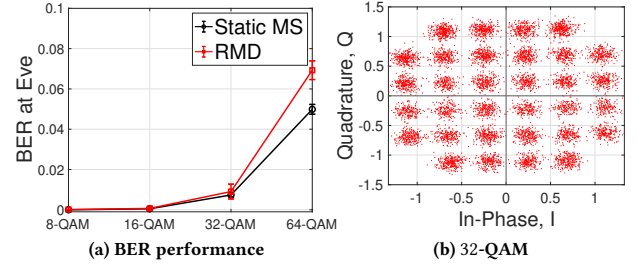 BER at Eve
0.1
0.08
0.06
0.04
0.02
0
8-QAM 16-QAM 32-QAM 64-QAM
Static MS
RMD
(a) BER performance
Quadrature, Q
1.5
1
0.5
0
-0.5
-1
-1.5
-1 -0.5 0 0.5 1
In-Phase, I
(b) 32-QAM